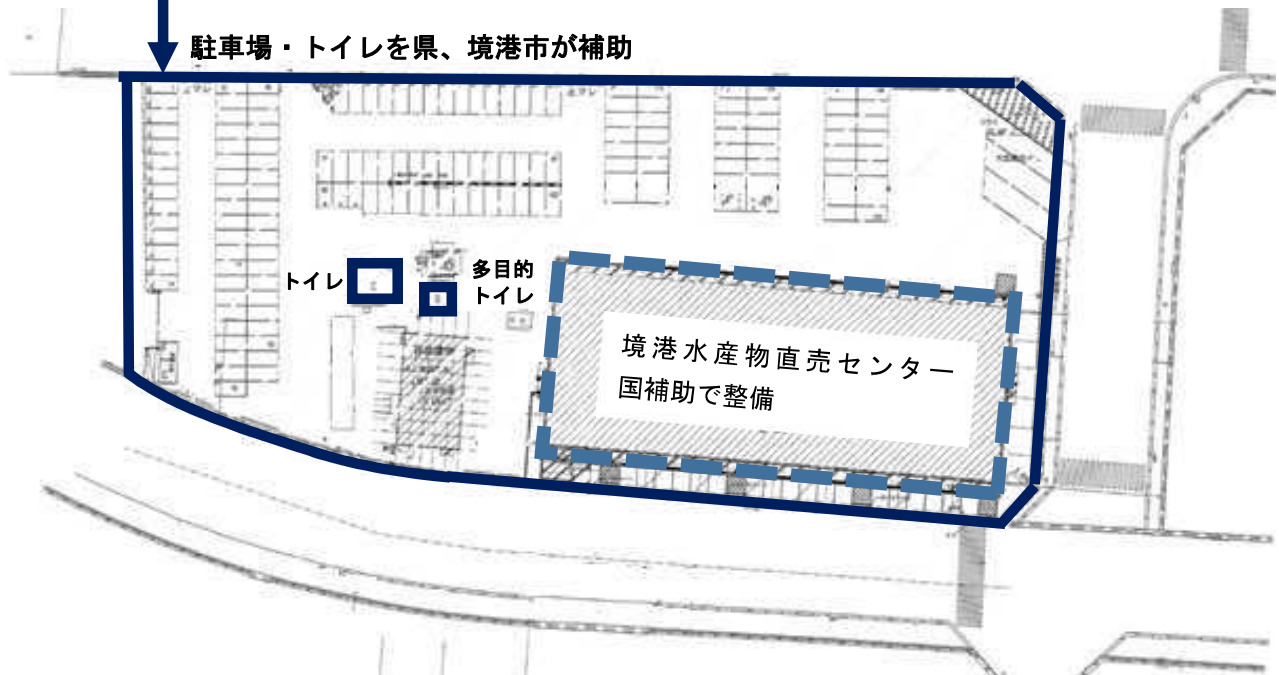 駐車場・トイレを県、境港市が補助
トイレ
多目的
トイレ
境港水産物直売センター
国補助で整備